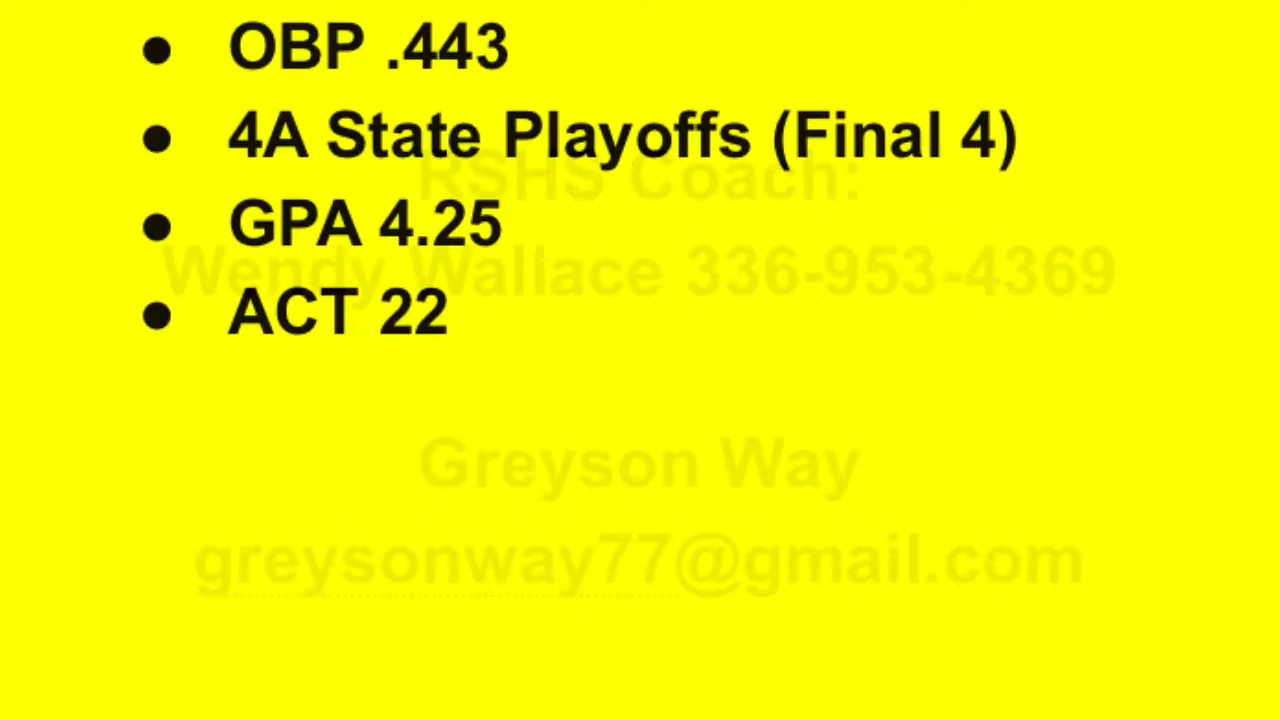 ● OBP .443
● 4A State Playoffs (Final 4)
RSHS Coach:
● GPA 4.25
Wendy Wallace 336-953-4369
● ACT 22
Greyson Way
greysonway77@gmail.com